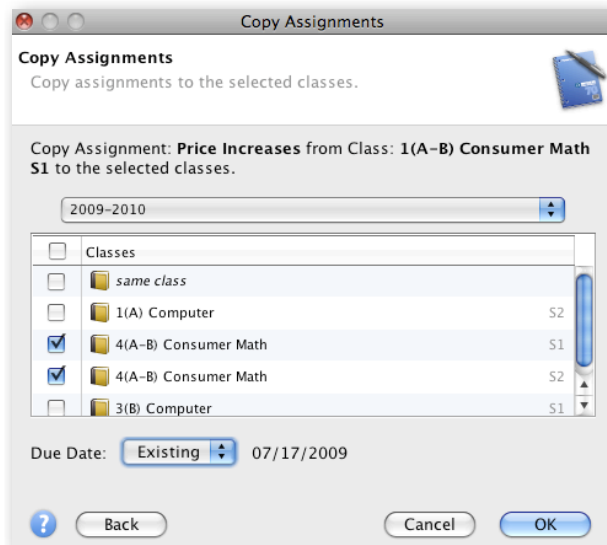 Copy Assignments
Copy Assignments
Copy assignments to the selected classes.
Copy Assignment: Price Increases from Class: 1(A-B) Consumer Math
S1 to the selected classes.
2009-2010
Classes
same class
1(A) Computer S2
4(A-B) Consumer Math S1
4(A-B) Consumer Math S2
3(B) Computer S1
Due Date: Existing 07/17/2009
? Back Cancel OK